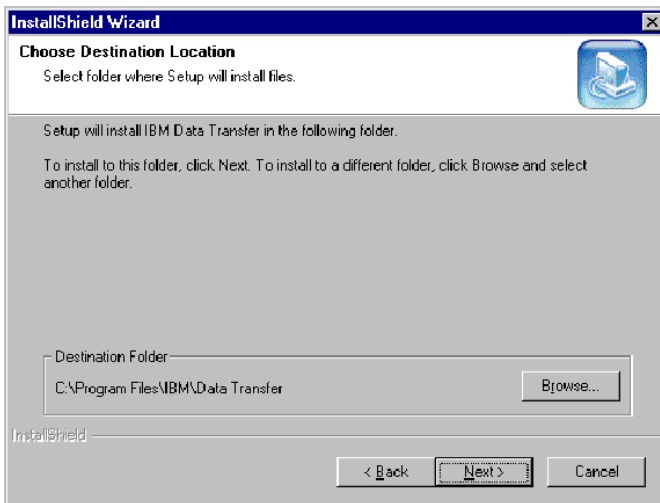 InstallShield Wizard
Choose Destination Location
Select folder where Setup will install files.
Setup will install IBM Data Transfer in the following folder.
To install to this folder, click Next. To install to a different folder, click Browse and select
another folder.
Destination Folder
C:\Program Files\IBM\Data Transfer
Browse...
InstallShield
< Back
Next >
Cancel